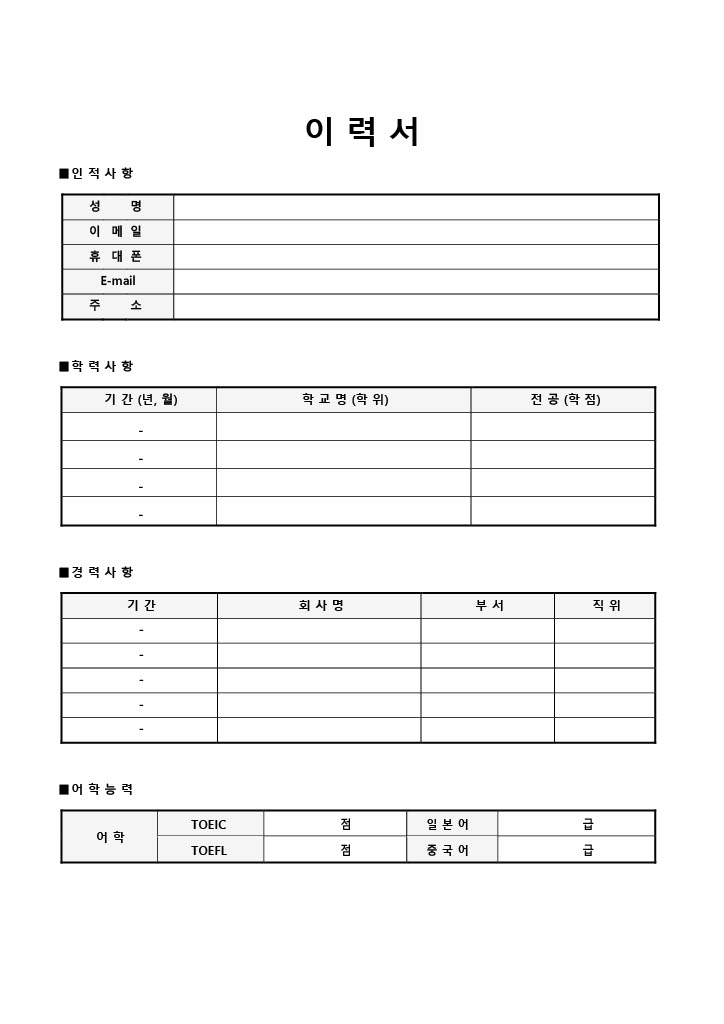 이 력 서
■인 적 사 항
성 명
이 메 일
휴 대 폰
E-mail
주 소
■학 력 사 항
기 간 (년, 월) 학 교 명 (학 위) 전 공 (학 점)
-
-
-
-
■경 력 사 항
기 간 회 사 명 부 서 직 위
-
-
-
-
-
■어 학 능 력
어 학 TOEIC 점 일 본 어 급
TOEFL 점 중 국 어 급